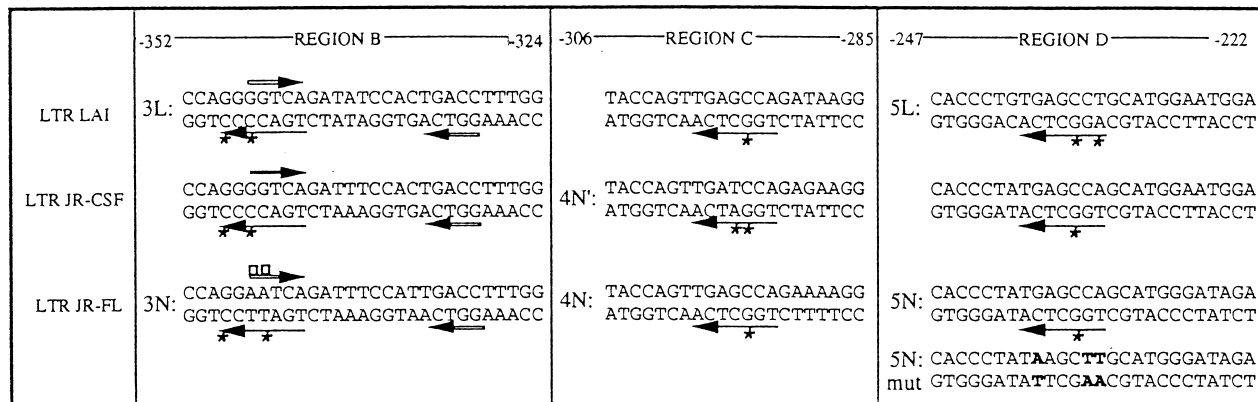 -352 REGION B -324 -306 REGION C -285 -247 REGION D -222
LTR LAI
3L: CCAGGGGTCAGATATCCACTGACCTTTGG
GGTCCCCAGTCTATAGGTGACTGGAAACC
* *
TACCAGTTGAGCCAGATAAGG
ATGGTCAACTCGGTCTATTCC
*
5L: CACCCTGTGAGCCTGCATGGAATGGA
GTGGGACACTCGGACGTACCTTACCT
* *
LTR JR-CSF
CCAGGGGTCAGATTTCCACTGACCTTTGG
GGTCCCCAGTCTAAAGGTGACTGGAAACC
* *
4N': TACCAGTTGATCCAGAGAAGG
ATGGTCAACTAGGTCTATTCC
**
CACCCTATGAGCCAGCATGGAATGGA
GTGGGATACTCGGTCGTACCTTACCT
*
LTR JR-FL
3N: CCAGGAATCAGATTTCCATTGACCTTTGG
GGTCCTTAGTCTAAAGGTAACTGGAAACC
* *
4N: TACCAGTTGAGCCAGAAAAGG
ATGGTCAACTCGGTCTTTTCC
*
5N: CACCCTATGAGCCAGCATGGGATAGA
GTGGGATACTCGGTCGTACCCTATCT
*
5N: CACCCTATAAGCTTGCATGGGATAGA
mut GTGGGATATTCGAACGTACCCTATCT